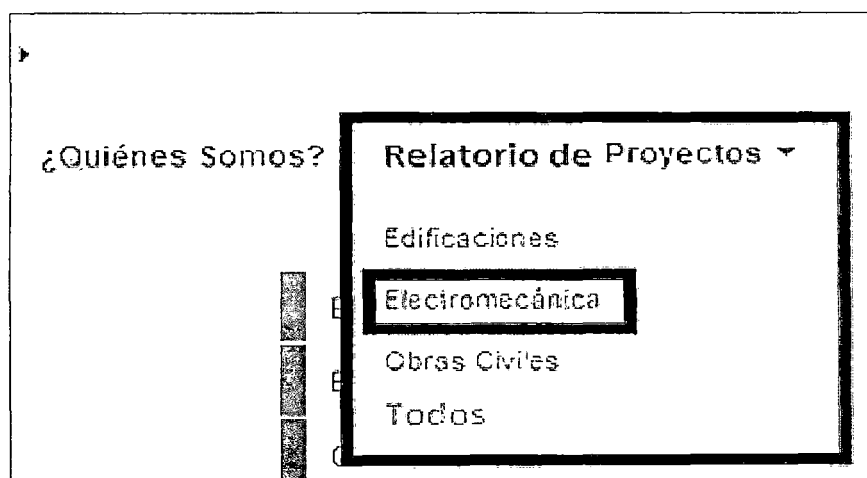 ¿Quiénes Somos? Relatorio de Proyectos
Edificaciones
Electromecánica
Obras Civiles
Todos